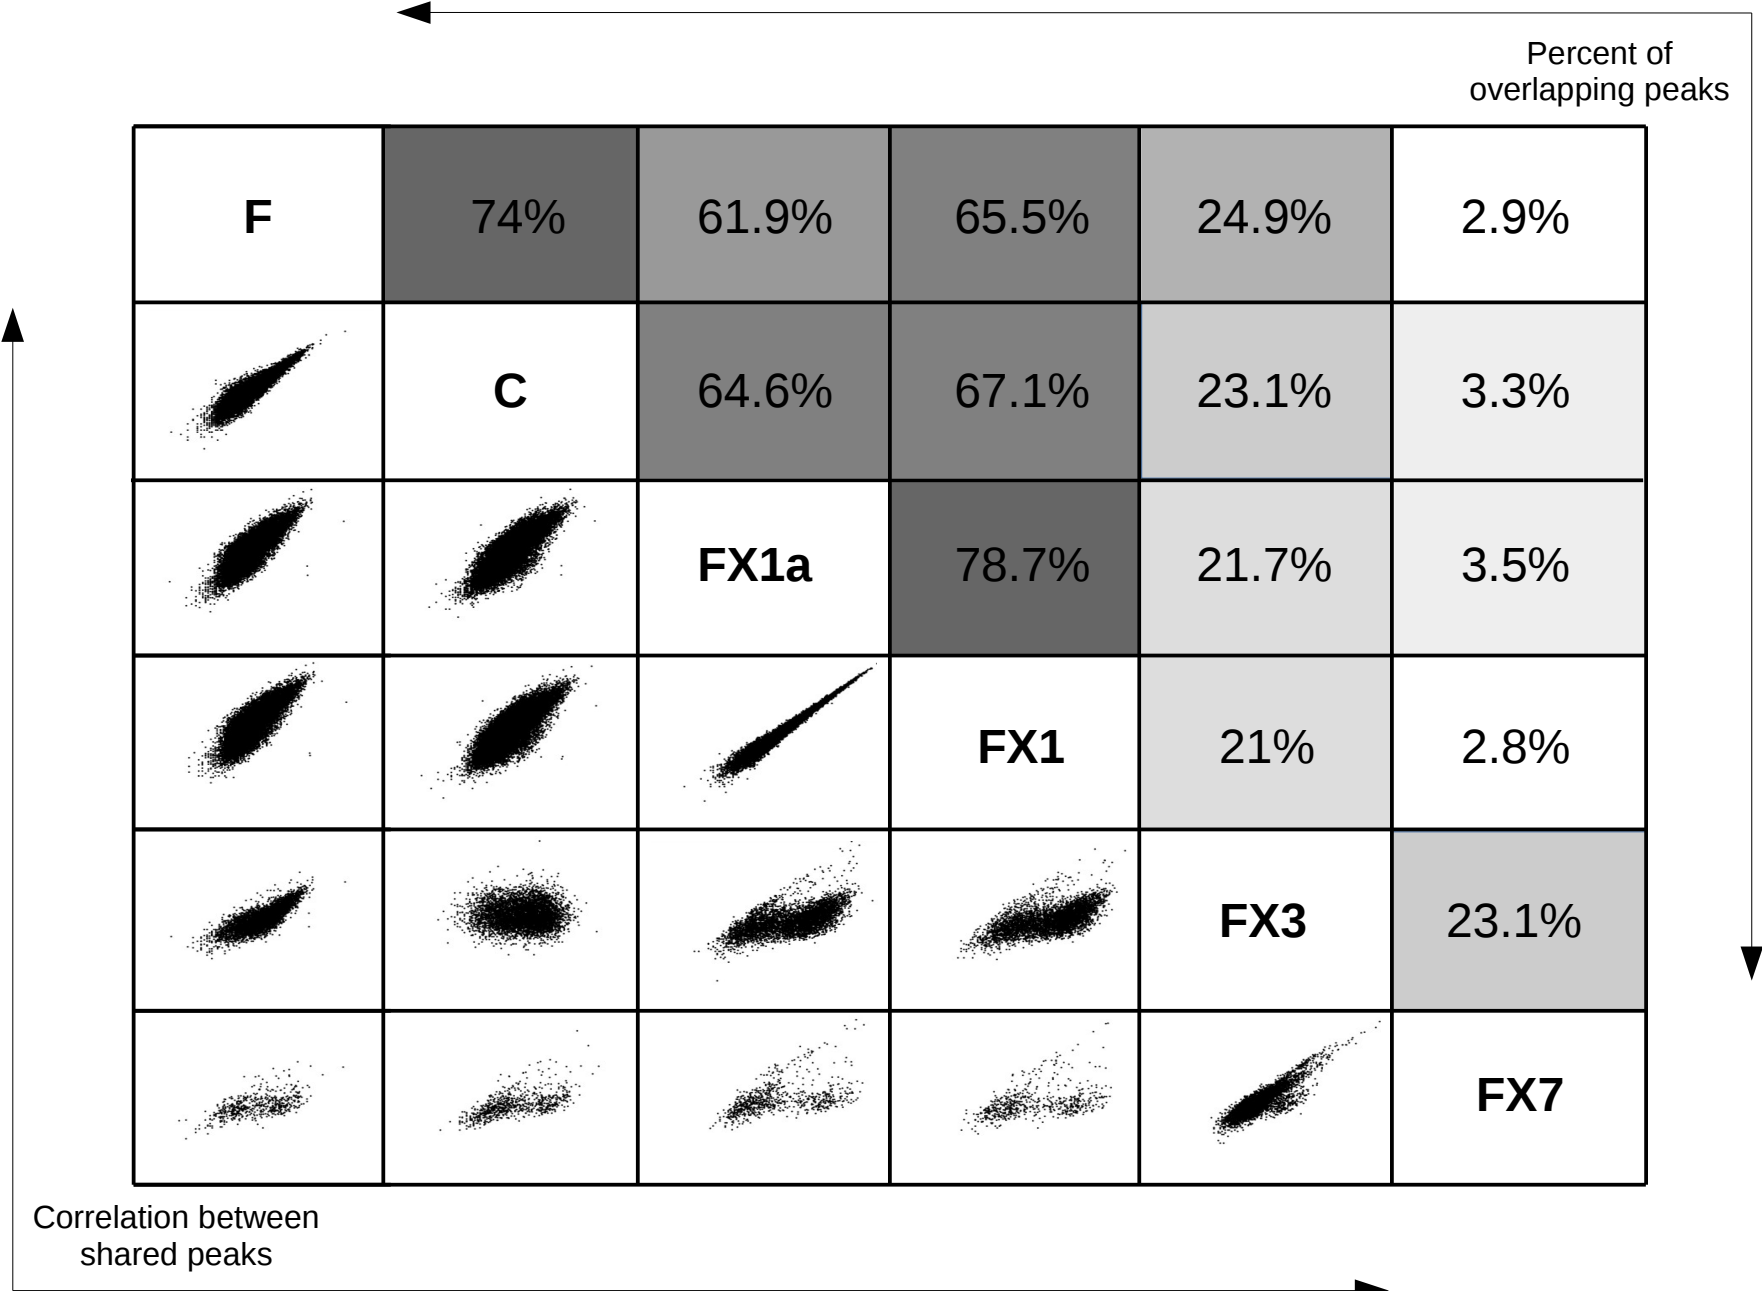 Percent of
overlapping peaks
F 74% 61.9% 65.5% 24.9% 2.9%
C 64.6% 67.1% 23.1% 3.3%
FX1a 78.7% 21.7% 3.5%
FX1 21% 2.8%
FX3 23.1%
FX7
Correlation between
shared peaks